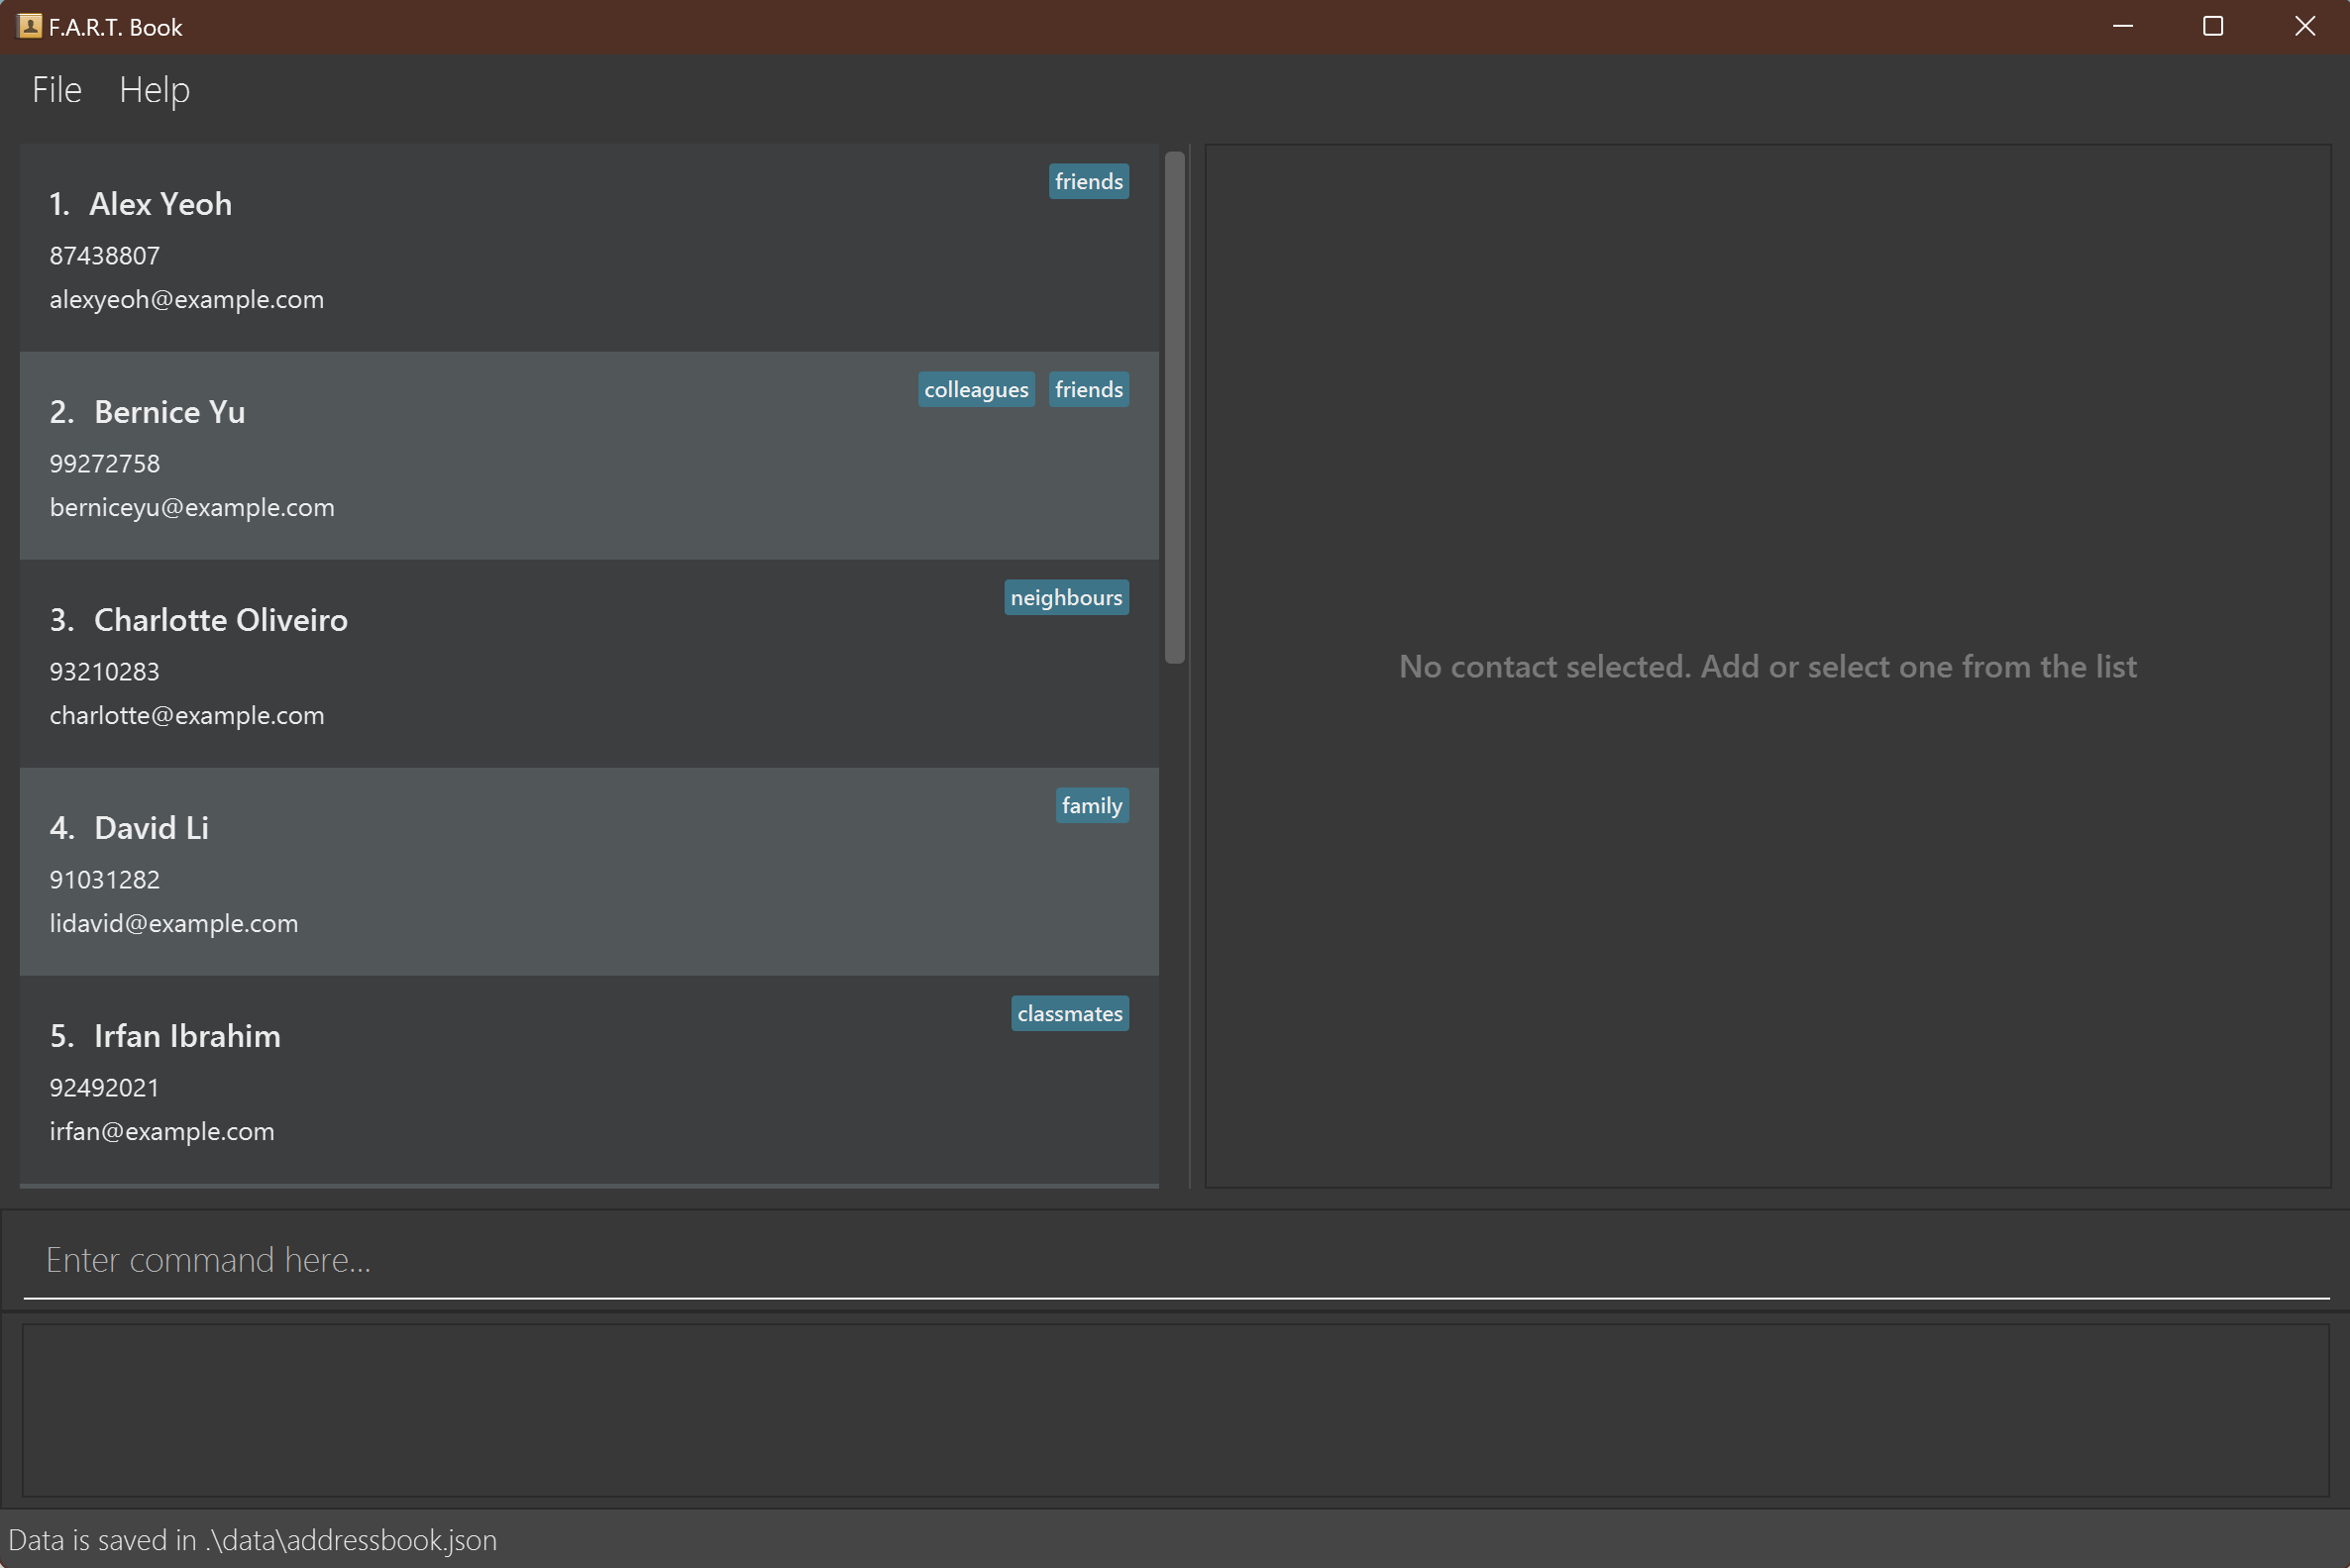 F.A.R.T. Book
File Help
friends
1. Alex Yeoh
87438807
alexyeoh@example.com
colleagues friends
2. Bernice Yu
99272758
berniceyu@example.com
neighbours
3. Charlotte Oliveiro
93210283
charlotte@example.com
family
4. David Li
91031282
lidavid@example.com
classmates
5. Irfan Ibrahim
92492021
irfan@example.com
No contact selected. Add or select one from the list
Enter command here...
Data is saved in .\data\addressbook.json